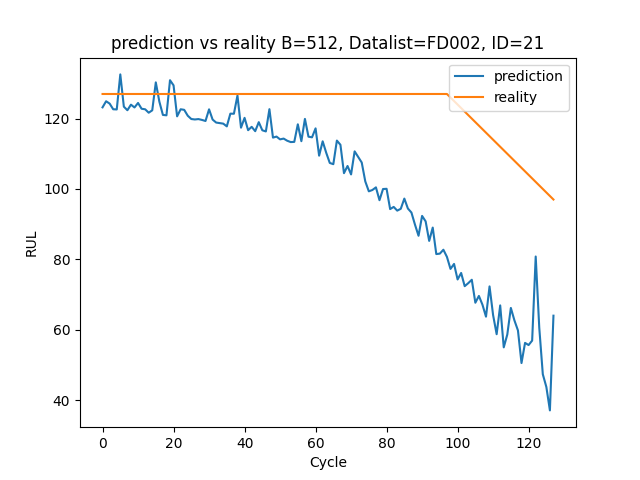 prediction vs reality B=512, Datalist=FD002, ID=21
prediction
reality
120
100
80
60
40
RUL
0 20 40 60 80 100 120
Cycle